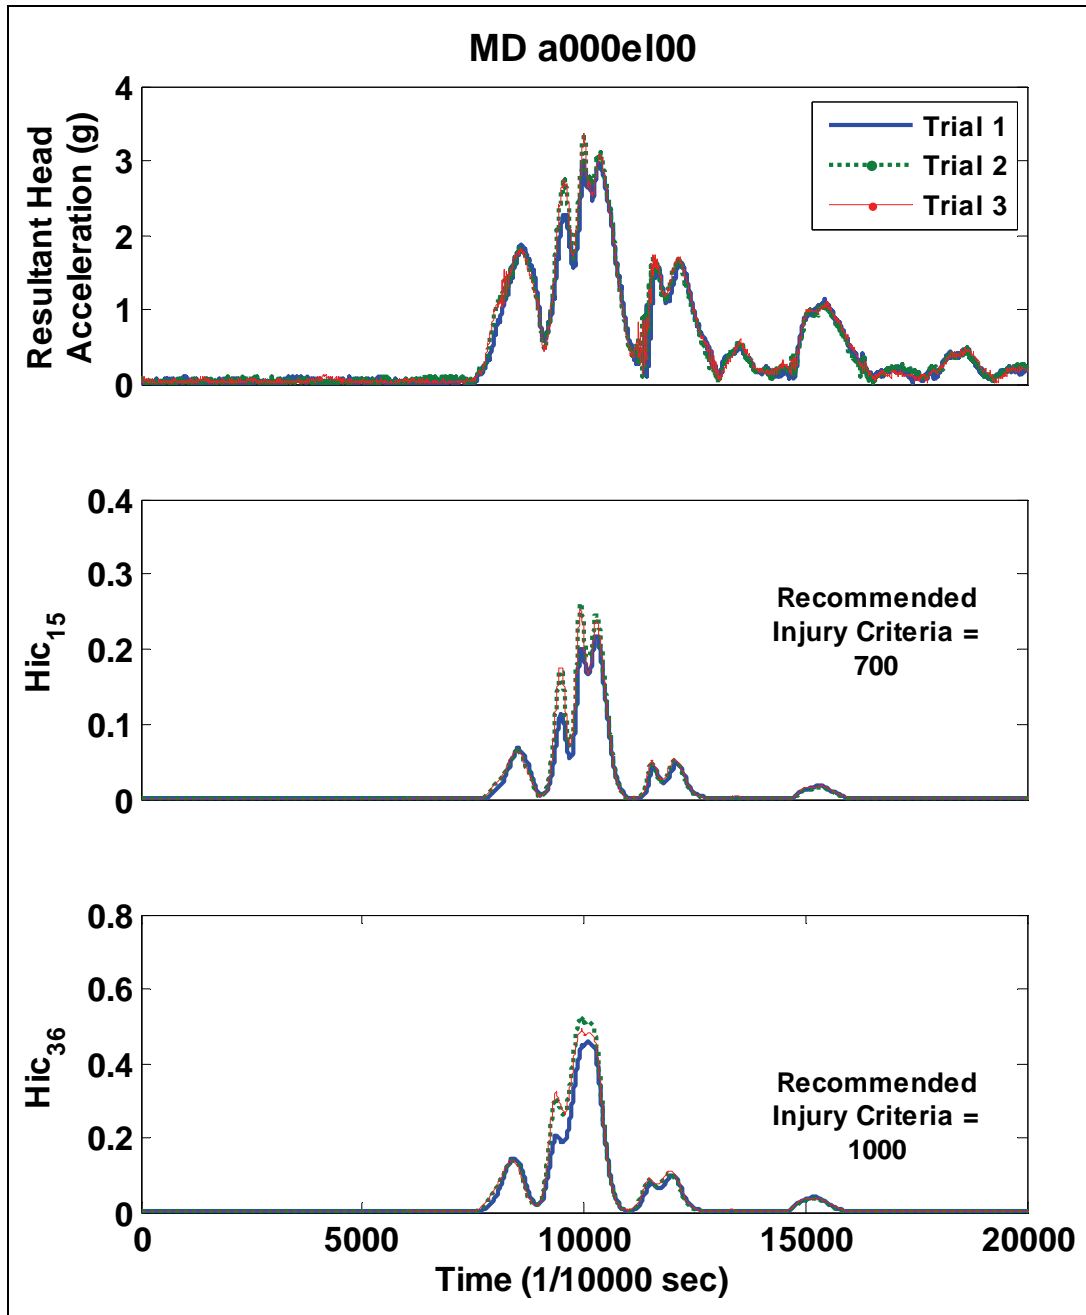 MD a000el00
Resultant Head
Acceleration (g)
4
3
2
1
0
Trial 1
Trial 2
Trial 3
Hic15
0.4
0.3
0.2
0.1
0
Recommended
Injury Criteria =
700
Hic36
0.8
0.6
0.4
0.2
0
Recommended
Injury Criteria =
1000
0 5000 10000 15000 20000
Time (1/10000 sec)